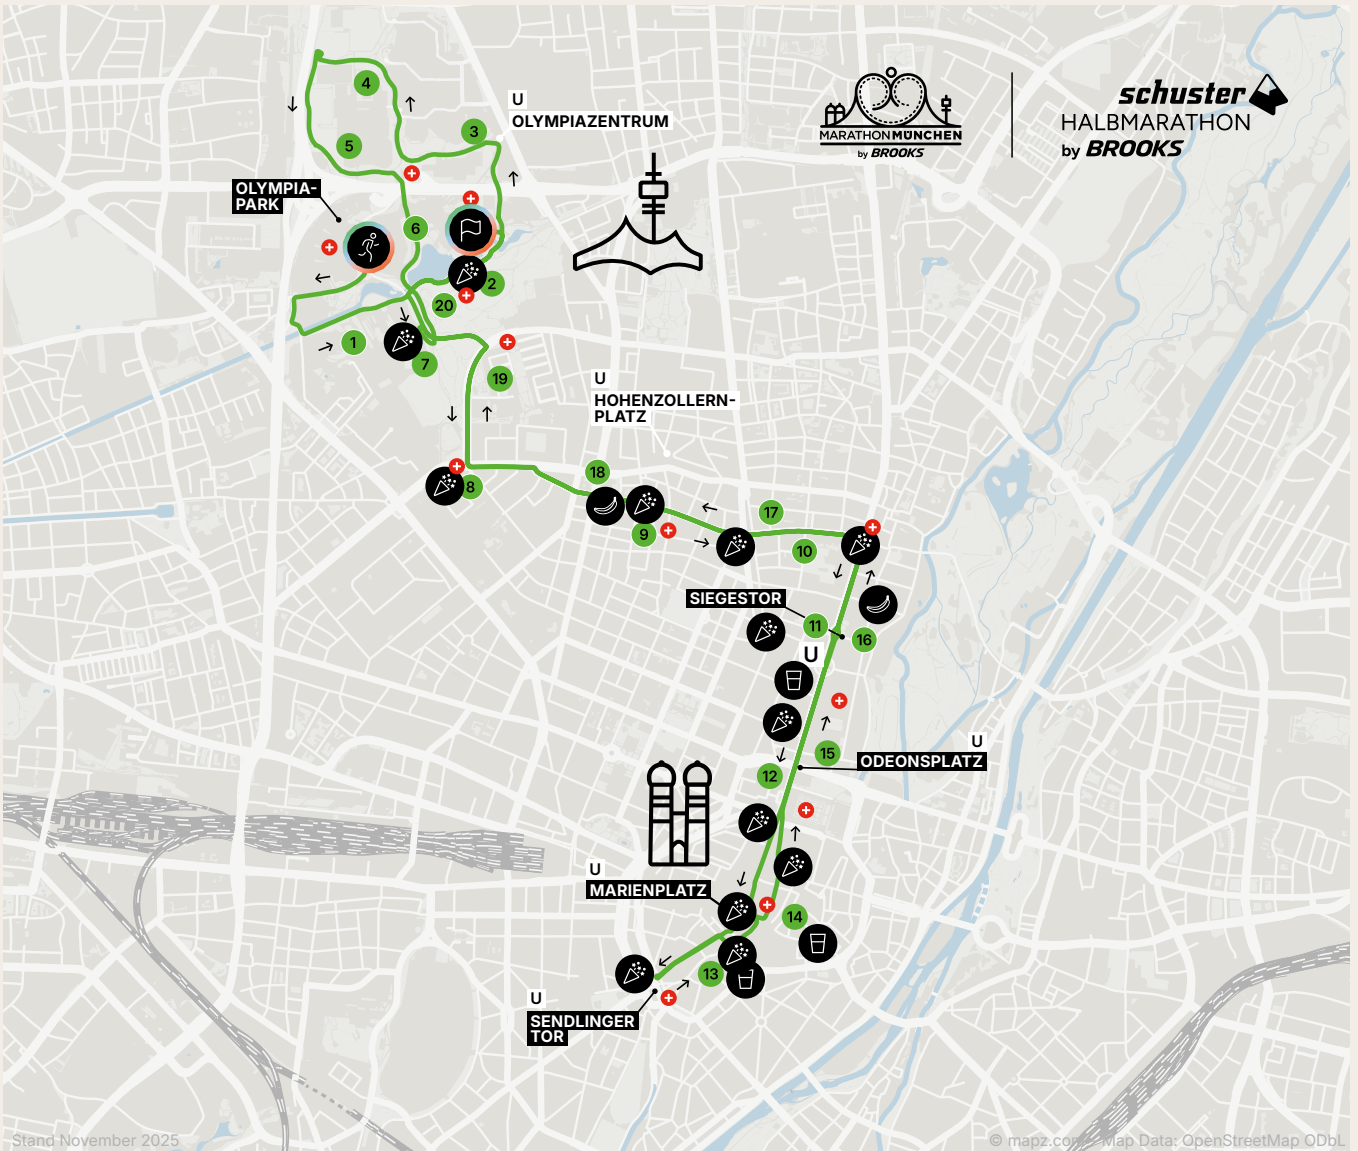 MARATHONMÜNCHEN
by BROOKS
schuster
HALBMARATHON
by BROOKS
U
OLYMPIAZENTRUM
4
3
5
OLYMPIA-
PARK
6
2
20
1
7
19
U
HOHENZOLLERN-
PLATZ
18
8
17
9
10
SIEGESTOR
11
16
U
U
ODEONSPLATZ
15
12
U
MARIENPLATZ
14
13
U
SENDLINGER
TOR
Stand November 2025
© mapz.com - Map Data: OpenStreetMap ODbL